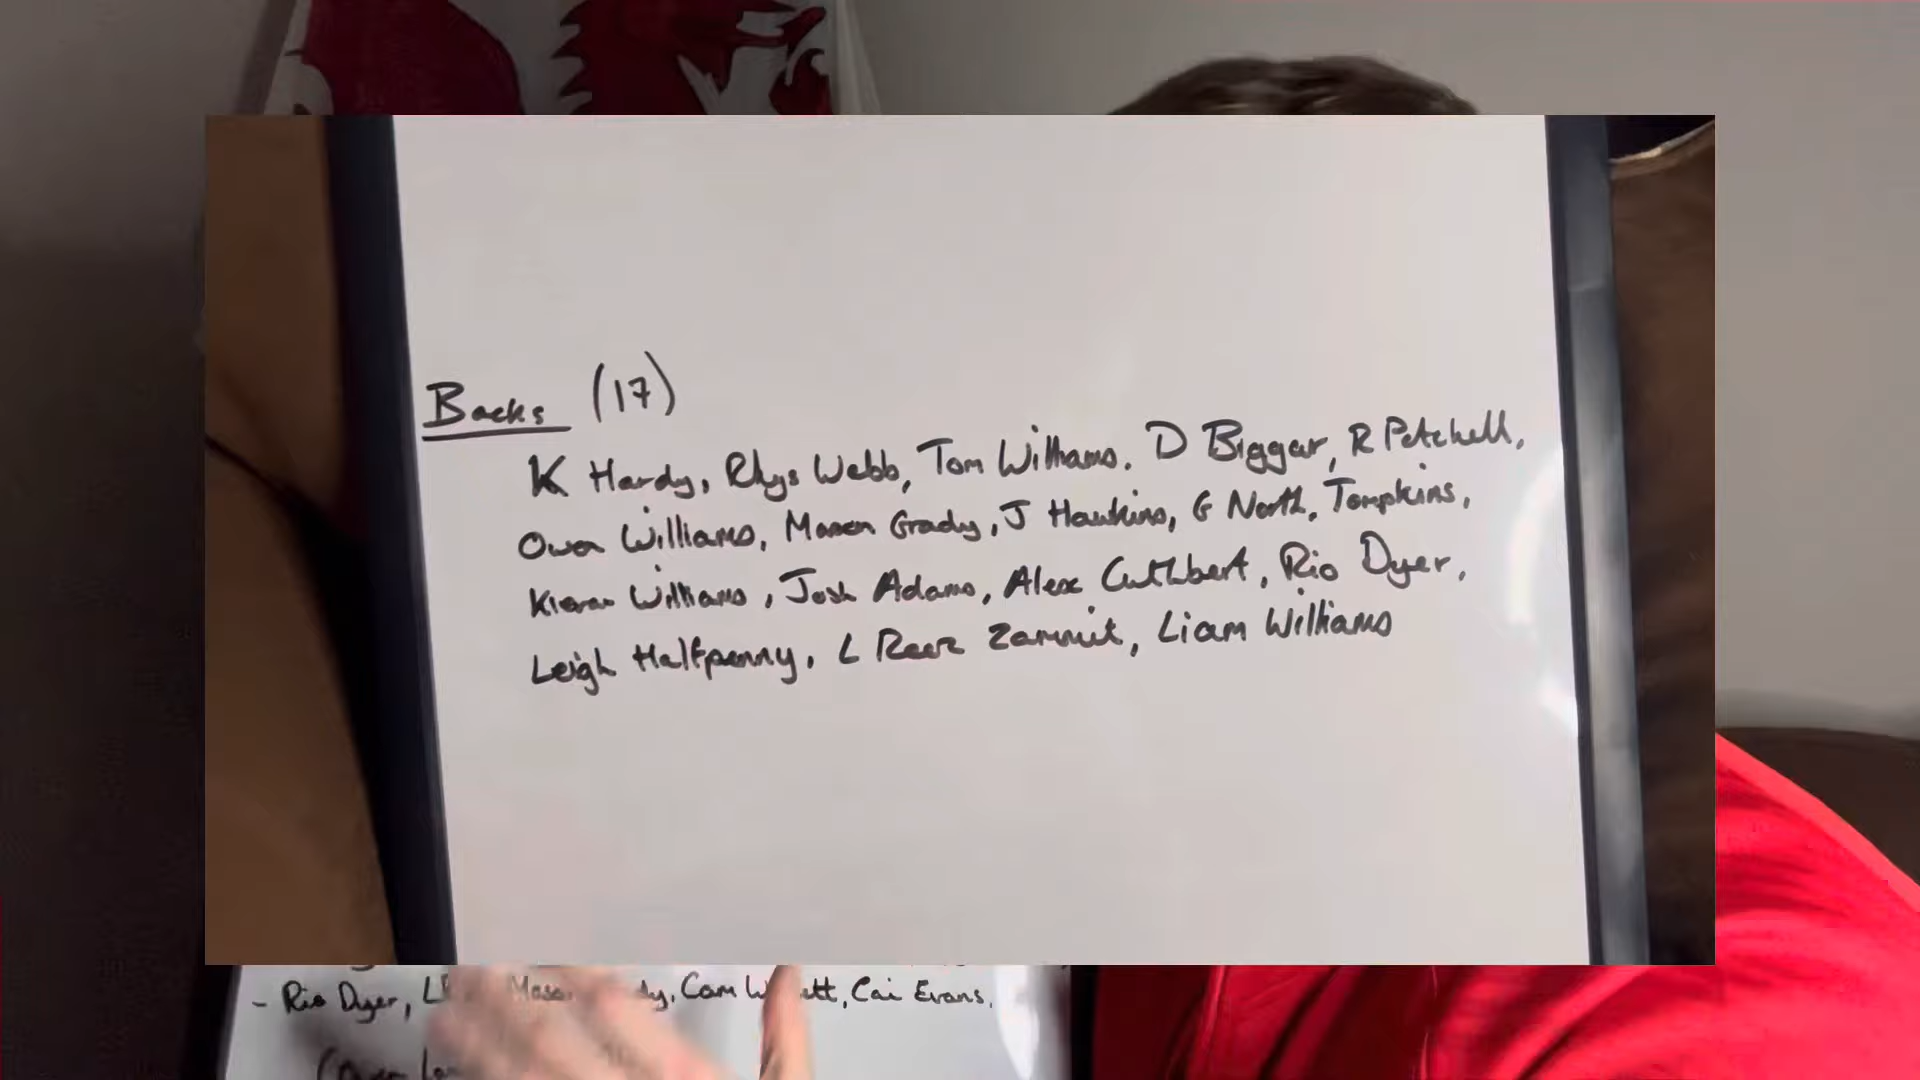 Backs (17)
K Hardy, Rhys Webb, Tom Williams. D Biggar, R Patchell,
Owen Williams, Mason Grady, J Hawkins, G North, Tompkins,
Kieran Williams, Josh Adams, Alex Cuthbert, Rio Dyer,
Leigh Halfpenny, L Rees Zammit, Liam Williams
- Rio Dyer, Cam Cai Evans,